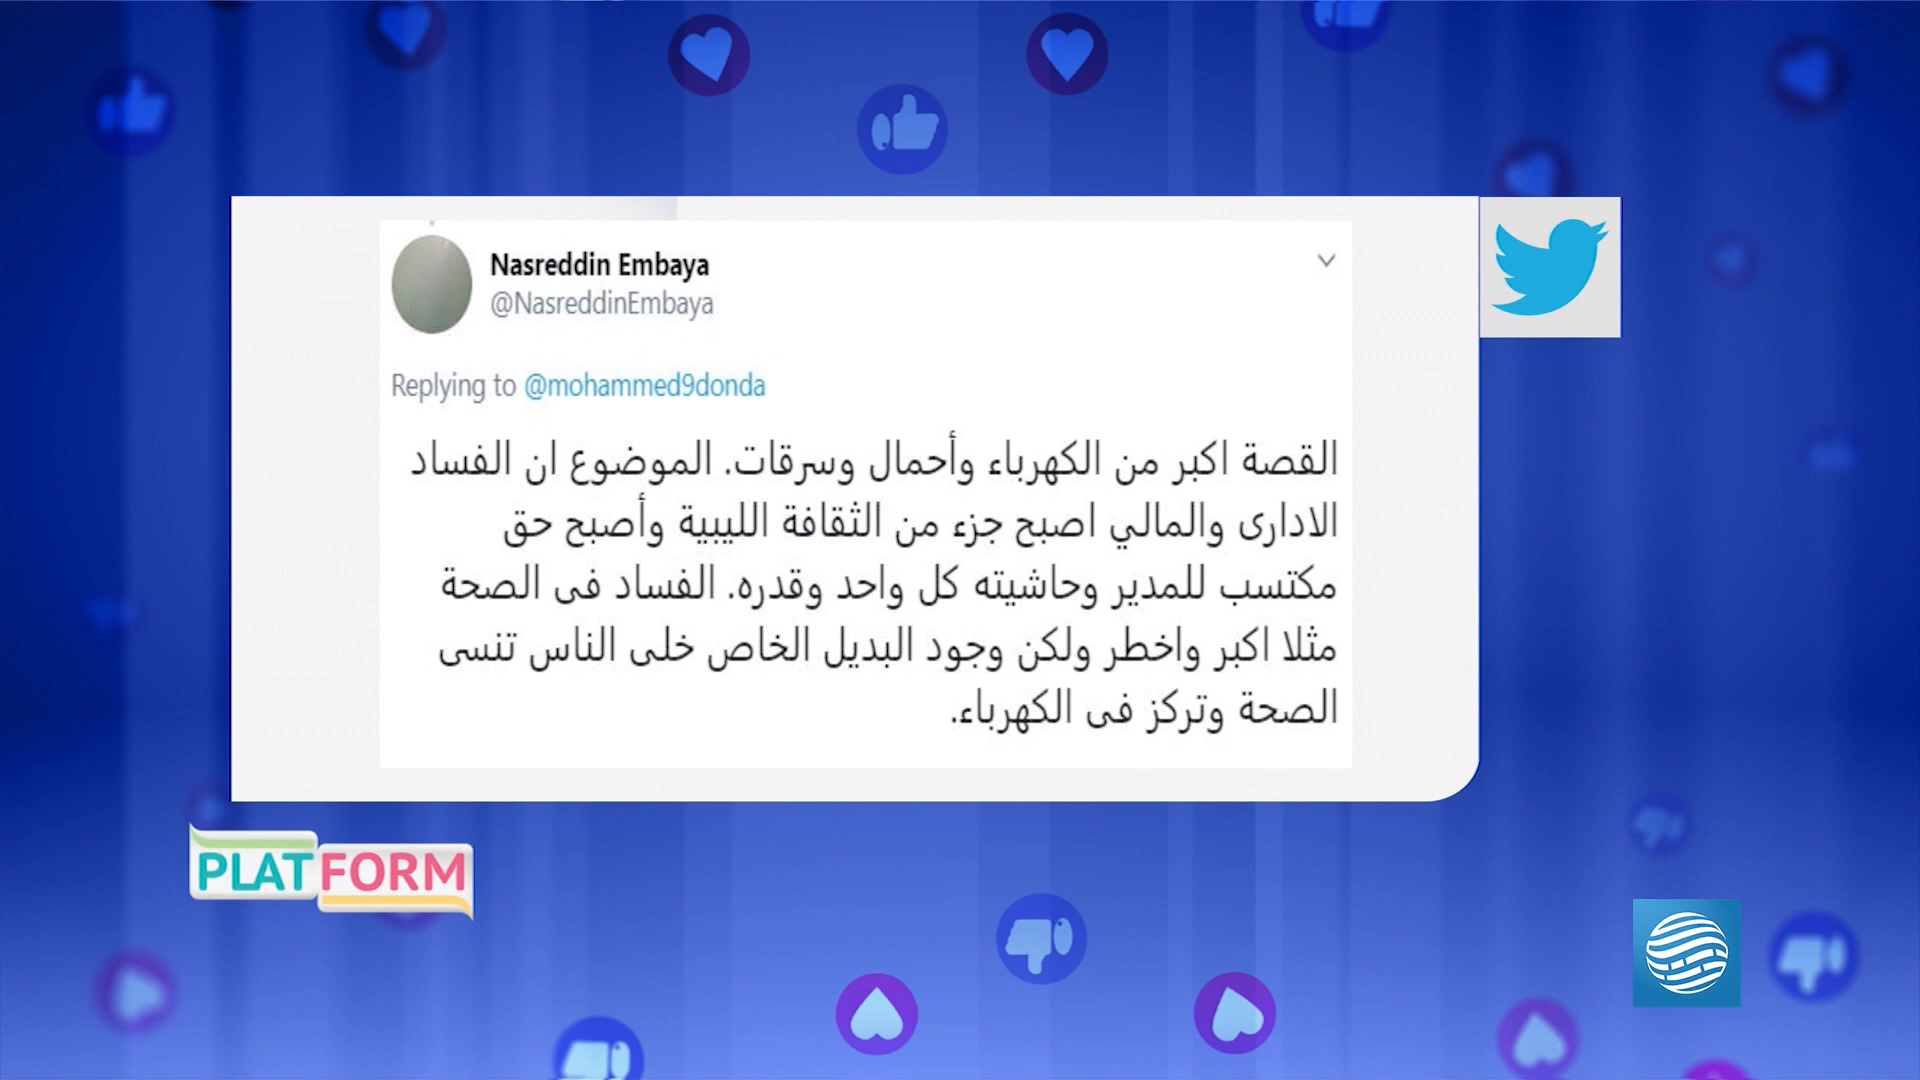 Nasreddin Embaya
@NasreddinEmbaya
Replying to @mohammed9donda
القصة اكبر من الكهرباء وأحمال وسرقات. الموضوع ان الفساد
الادارى والمالي اصبح جزء من الثقافة الليبية وأصبح حق
مكتسب للمدير وحاشيته كل واحد وقدره. الفساد فى الصحة
مثلا اكبر واخطر ولكن وجود البديل الخاص خلى الناس تنسى
الصحة وتركز فى الكهرباء.
PLATFORM